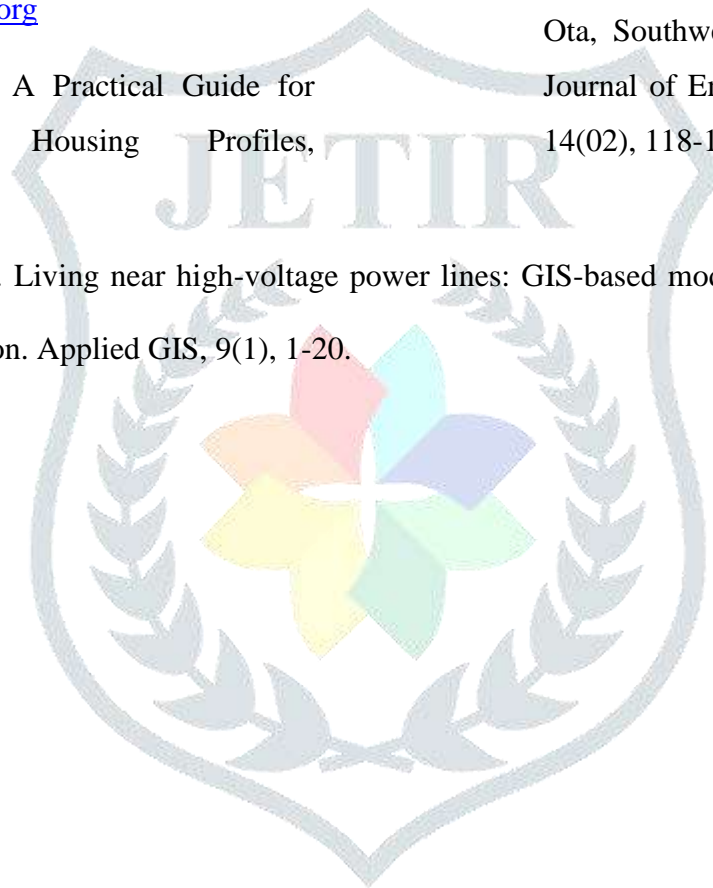 org
A Practical Guide for
Housing Profiles,
Ota, Southw
Journal of En
14(02), 118-1
JETIR
. Living near high-voltage power lines: GIS-based mod
on. Applied GIS, 9(1), 1-20.